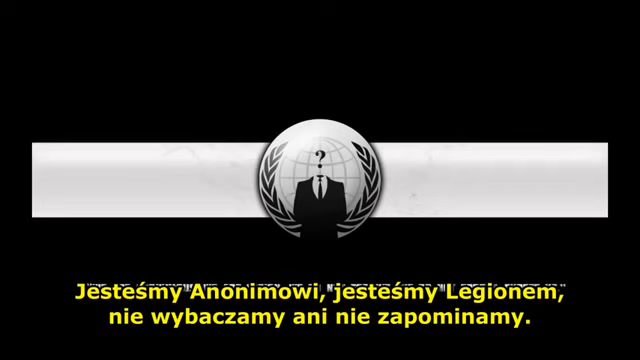 ?
Jesteśmy Anonimowi, jesteśmy Legionem,
nie wybaczamy ani nie zapominamy.